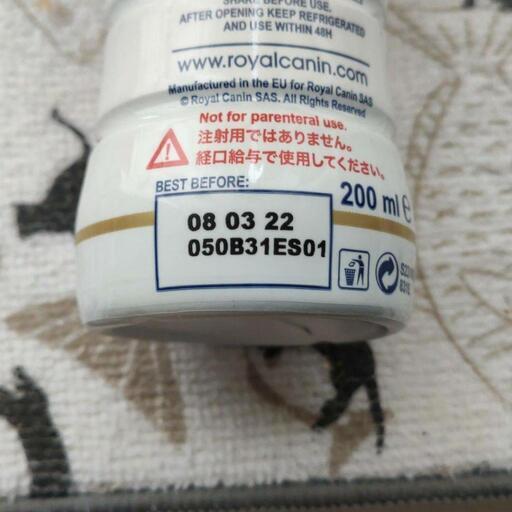 SHAKE BEFORE USE.
AFTER OPENING KEEP REFRIGERATED
AND USE WITHIN 48H
www.royalcanin.com
Manufactured in the EU for Royal Canin SAS
© Royal Canin SAS. All Rights Reserved
Not for parenteral use.
注射用ではありません。
経口給与で使用してください。
BEST BEFORE:
200 ml e
08 03 22
050B31ES01